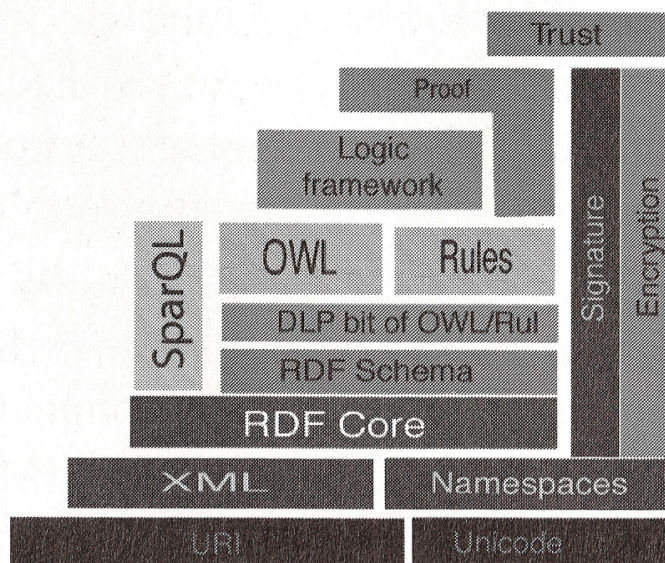 Trust
Proof
Logic
framework
Signature
Encryption
SparQL
OWL
Rules
DLP bit of OWL/Rul
RDF Schema
RDF Core
XML
Namespaces
URI
Unicode